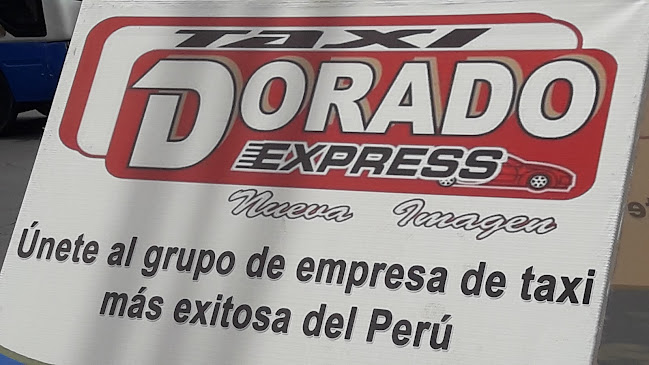 TAXI
DORADO
EXPRESS
Nueva Imagen
Únete al grupo de empresa de taxi
más exitosa del Perú